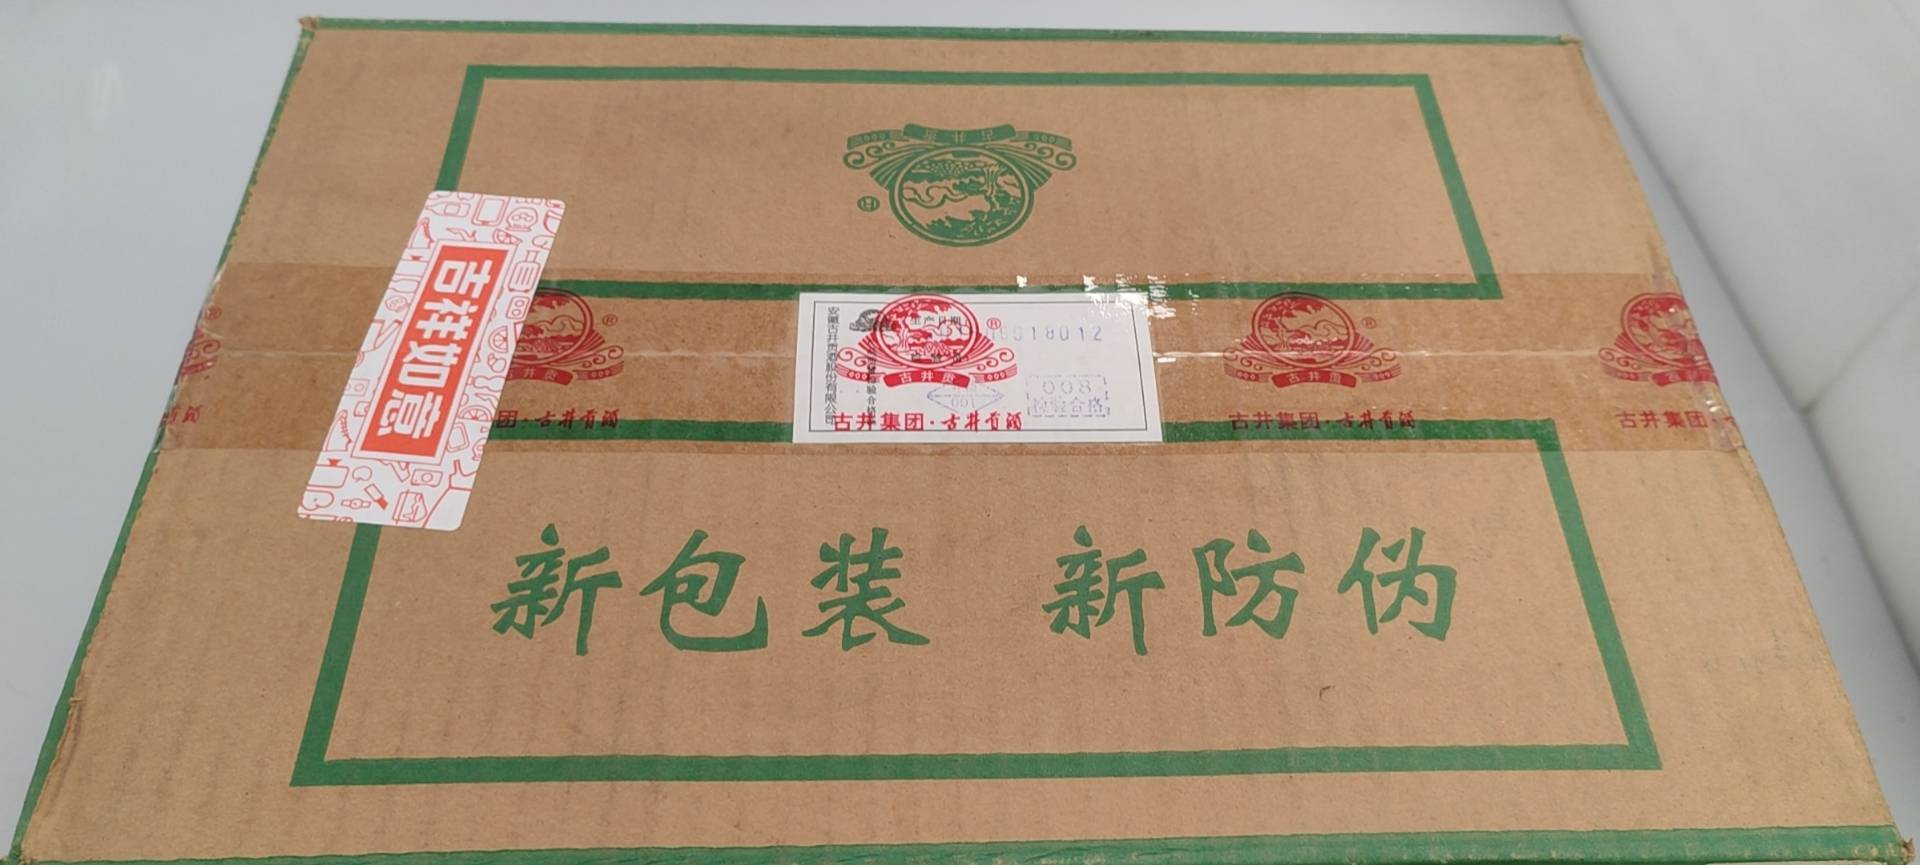 古井贡
吉祥如意
安徽古井贡酒股份有限公司
生产日期
18012
古井贡
008
001
检验合格
团·古井贡酒
古井集团·古井贡酒
古井集团·古井贡酒
古井集团·
新包装 新防伪